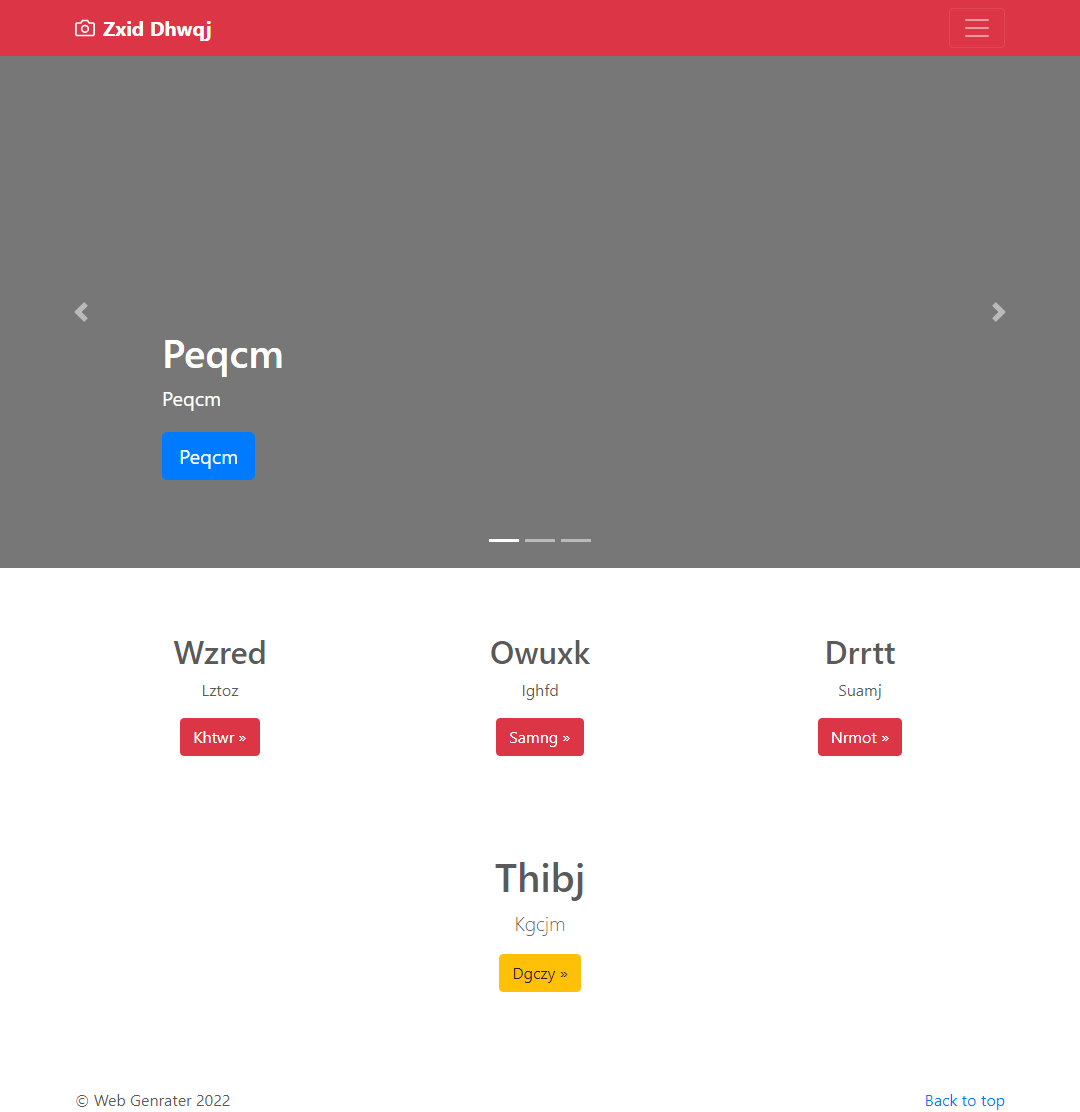 Zxid Dhwqj
Peqcm
Peqcm
Peqcm
Wzred
Lztoz
Khtwr »
Owuxk
Ighfd
Samng »
Drrtt
Suamj
Nrmot »
Thibj
Kgcjm
Dgczy »
© Web Genrater 2022
Back to top